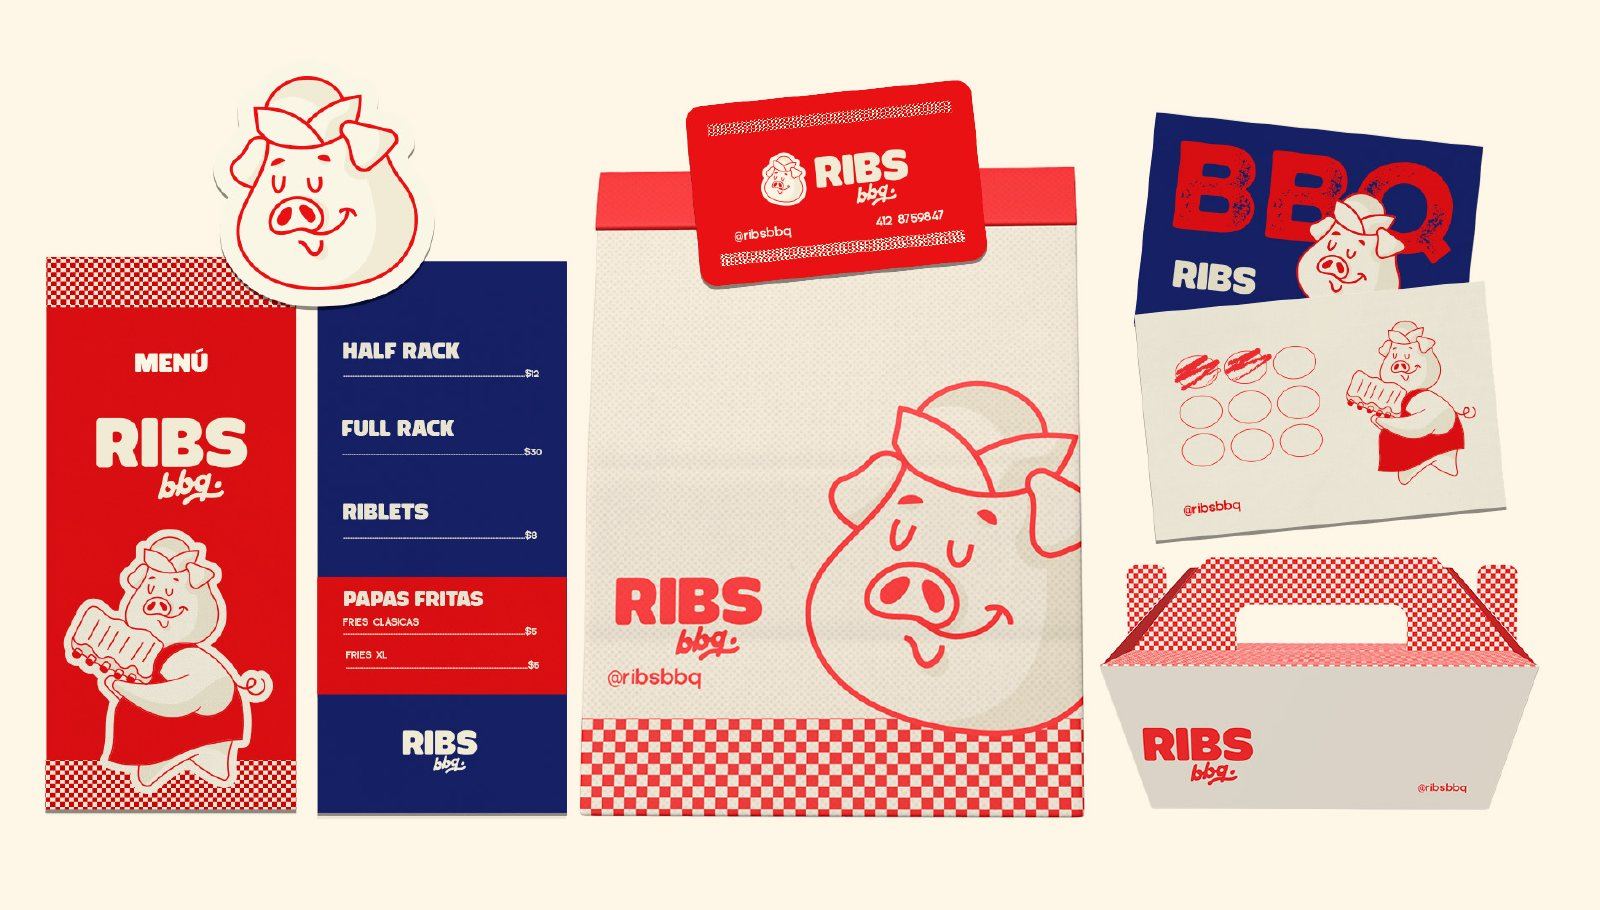 MENÚ
RIBS
bbq.
HALF RACK
$12
FULL RACK
$30
RIBLETS
$8
PAPAS FRITAS
FRIES CLÁSICAS
$5
FRIES XL
$5
RIBS
bbq.
RIBS
bbq.
@ribsbbq
412 8759847
RIBS
bbq.
@ribsbbq
BBQ
RIBS
@ribsbbq
RIBS
bbq.
@ribsbbq